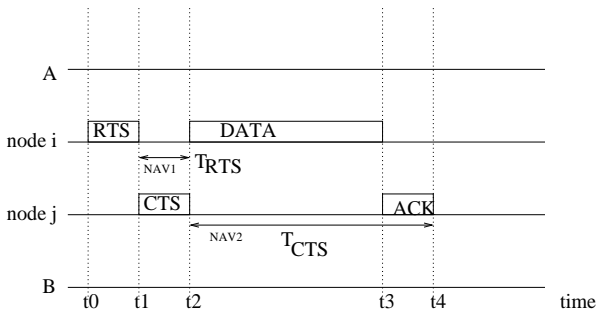 A
RTS DATA
node i
NAV1 TRTS
CTS
node j ACK
NAV2 TCTS
B
t0 t1 t2 t3 t4 time